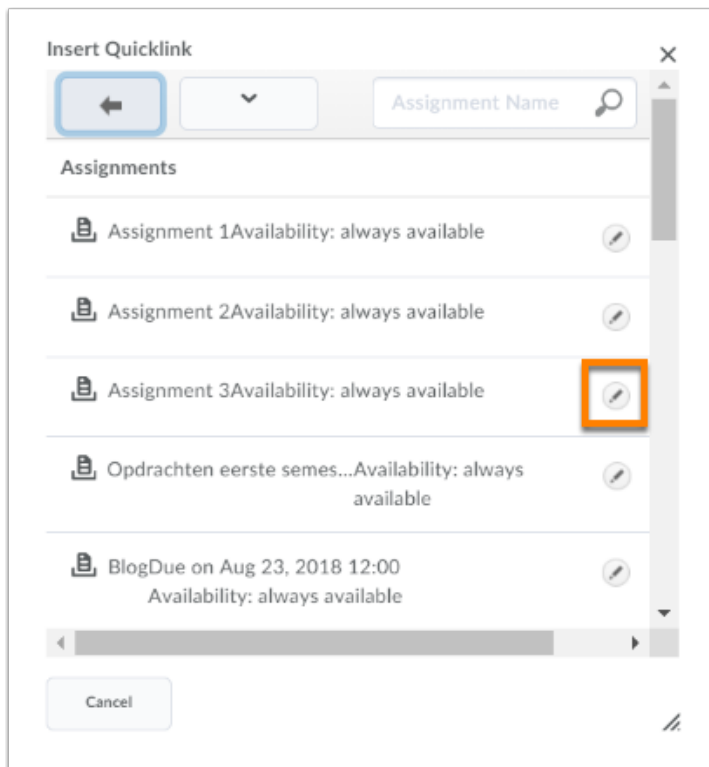 Insert Quicklink
Assignment Name
Assignments
Assignment 1Availability: always available
Assignment 2Availability: always available
Assignment 3Availability: always available
Opdrachten eerste semes...Availability: always
available
BlogDue on Aug 23, 2018 12:00
Availability: always available
Cancel